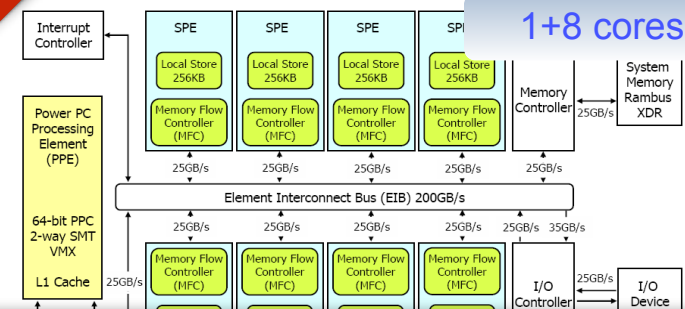 1+8 cores
Interrupt
Controller
SPE
SPE
SPE
Local Store
256KB
Local Store
256KB
Local Store
256KB
Local Store
256KB
Memory Flow
Controller
(MFC)
Memory Flow
Controller
(MFC)
Memory Flow
Controller
(MFC)
Memory Flow
Controller
(MFC)
Memory
Controller
25GB/s
System
Memory
Rambus
XDR
Power PC
Processing
Element
(PPE)
64-bit PPC
2-way SMT
VMX
L1 Cache
25GB/s
25GB/s
25GB/s
25GB/s
25GB/s
Element Interconnect Bus (EIB) 200GB/s
25GB/s
25GB/s
25GB/s
25GB/s
25GB/s
35GB/s
25GB/s
Memory Flow
Controller
(MFC)
Memory Flow
Controller
(MFC)
Memory Flow
Controller
(MFC)
Memory Flow
Controller
(MFC)
I/O
Controller
25GB/s
I/O
Device